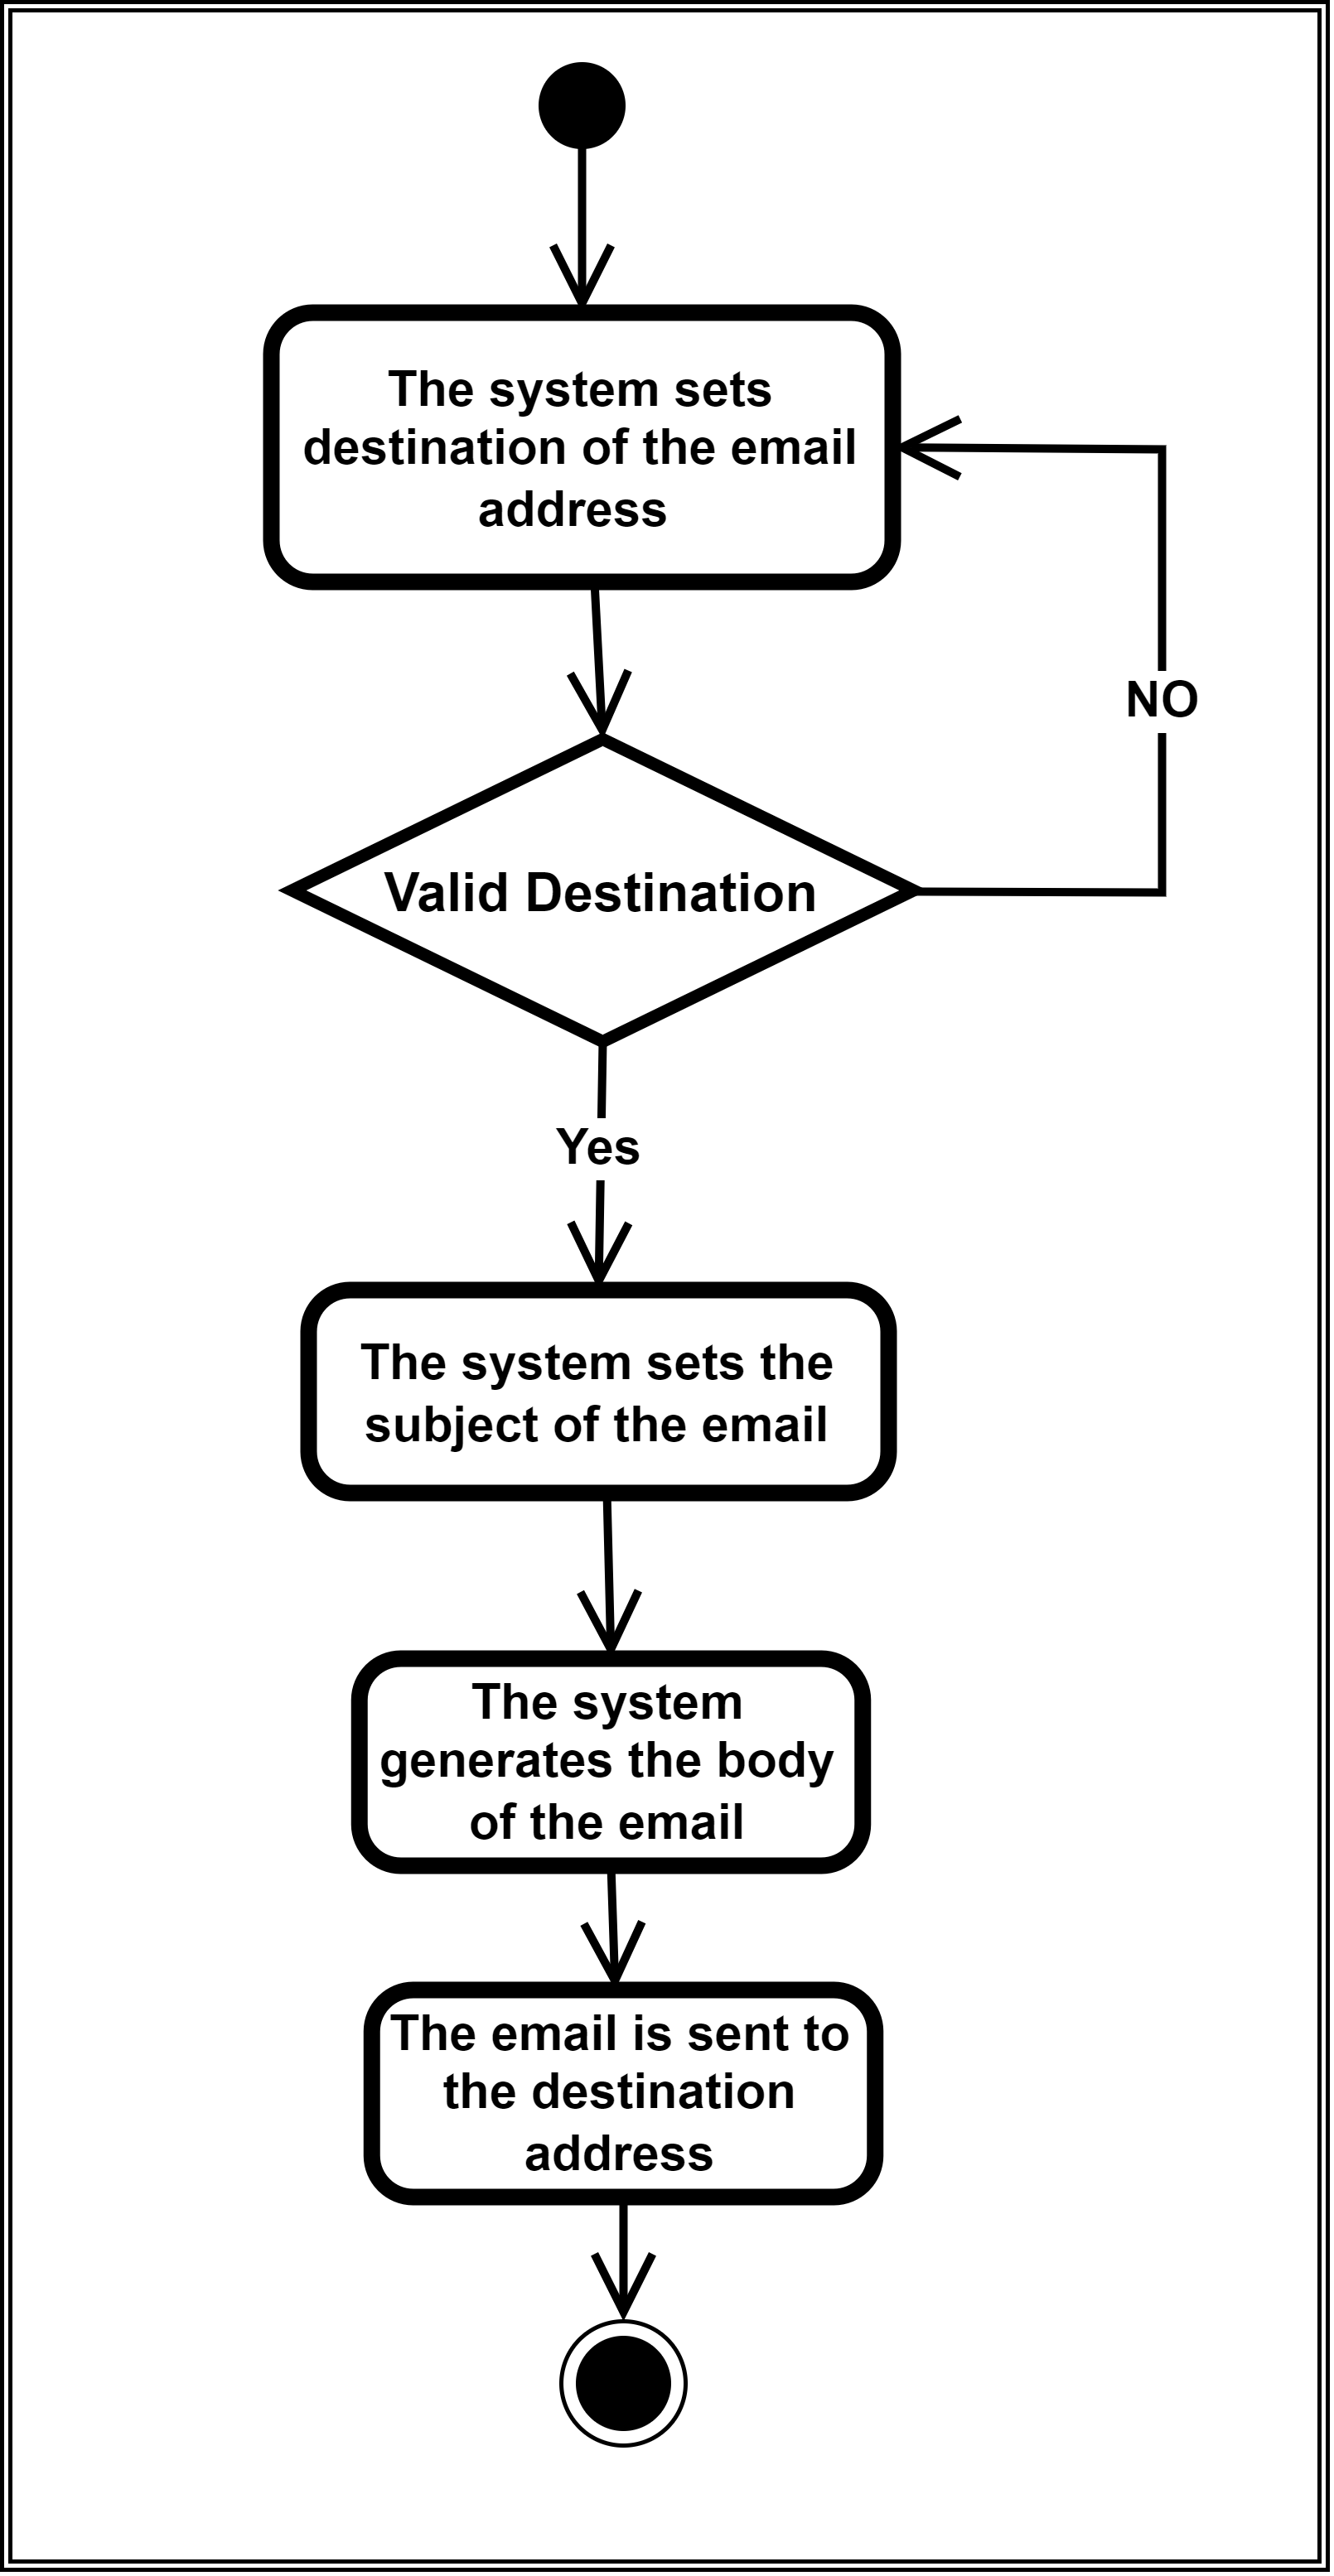 The system sets
destination of the email
address
NO
Valid Destination
Yes
The system sets the
subject of the email
The system
generates the body
of the email
The email is sent to
the destination
address